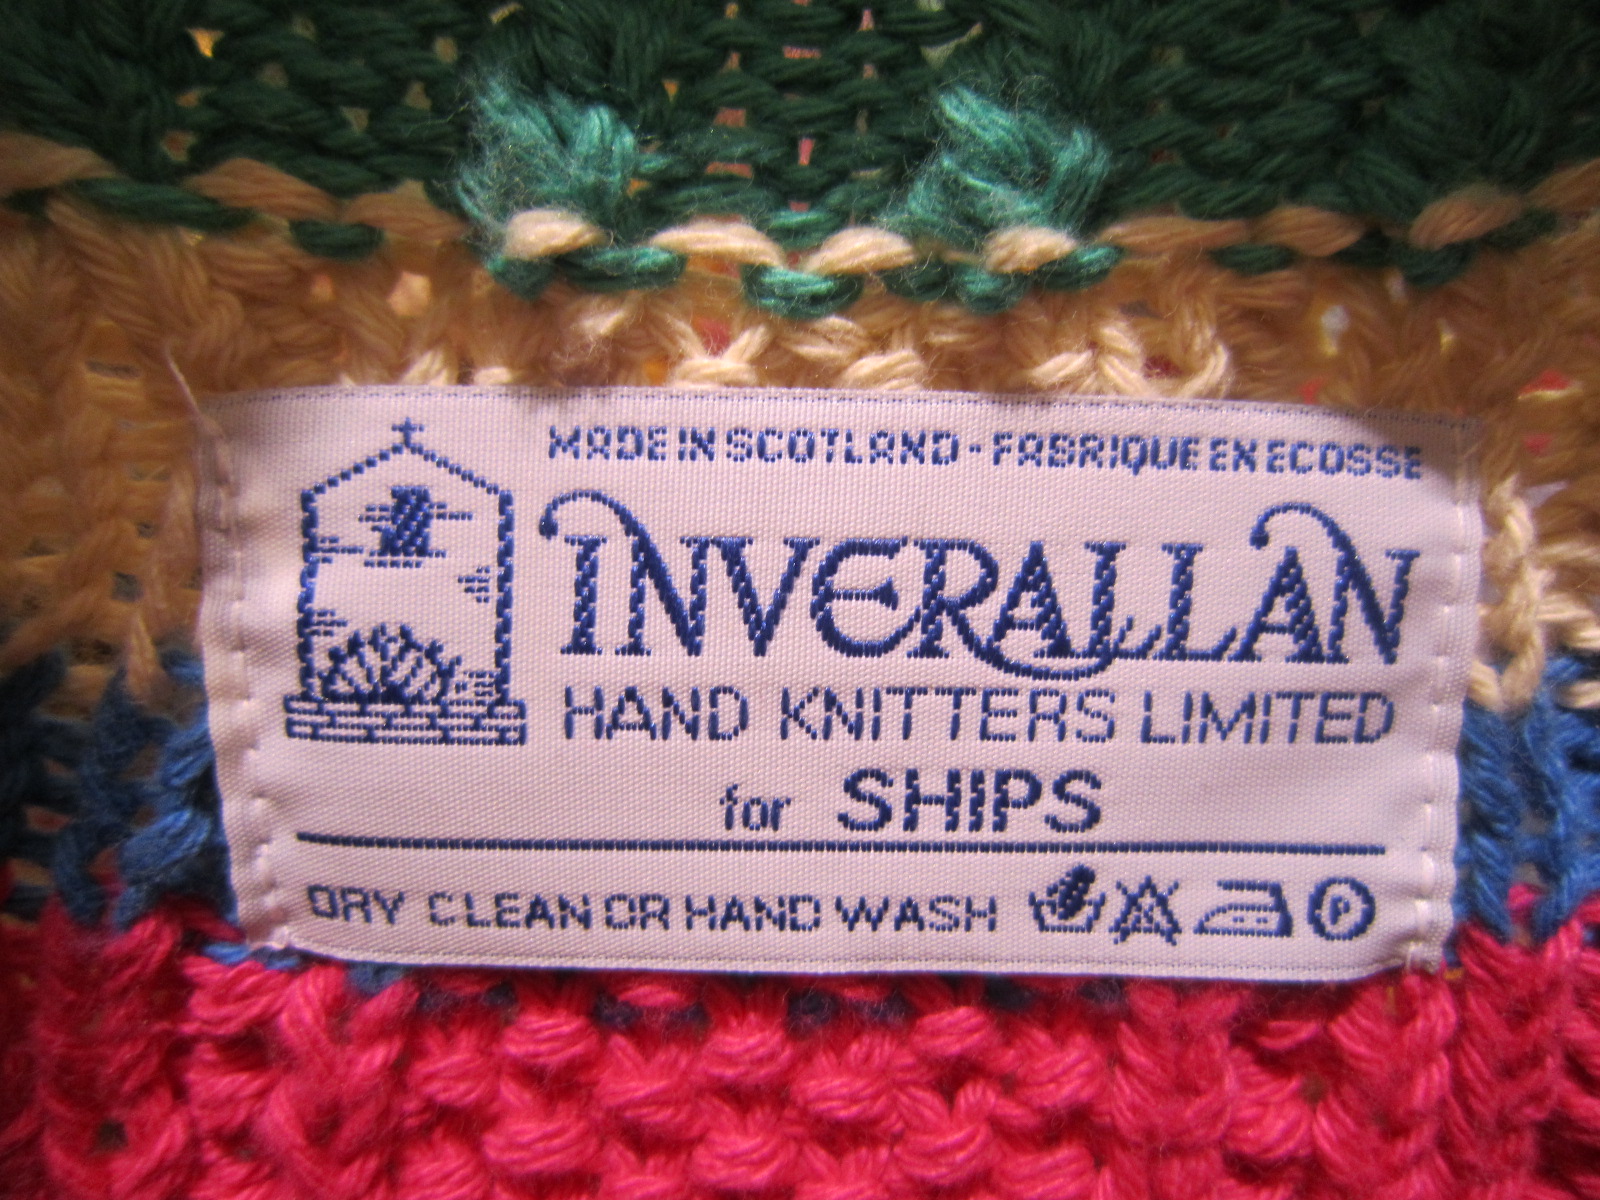 MADE IN SCOTLAND - FABRIQUE EN ECOSSE
INVERALLAN
HAND KNITTERS LIMITED
for SHIPS
DRY CLEAN OR HAND WASH P